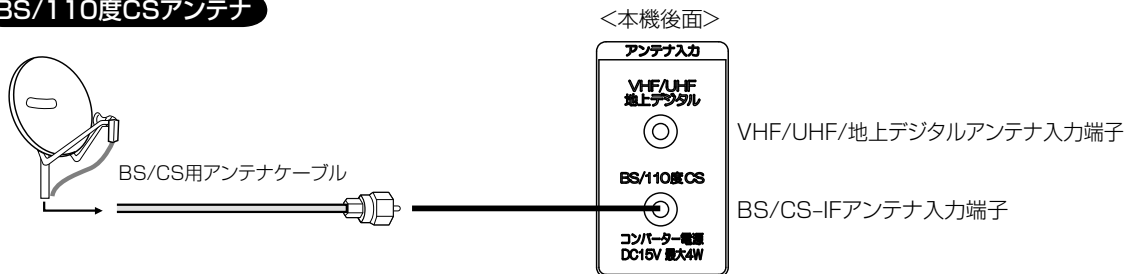 BS/110度CSアンテナ
<本機後面>
アンテナ入力
VHF/UHF
地上デジタル
VHF/UHF/地上デジタルアンテナ入力端子
BS/CS用アンテナケーブル
BS/110度CS
BS/CS-IFアンテナ入力端子
コンバーター電源
DC15V 最大4W